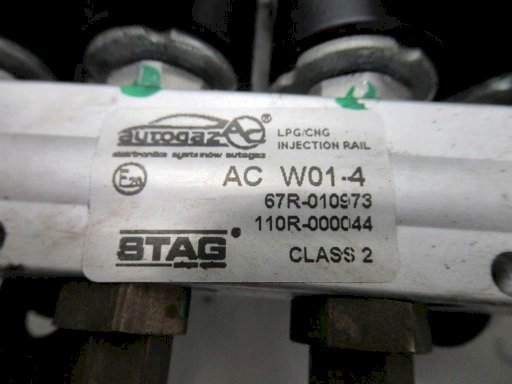 autogaz AC ®
LPG/CNG
INJECTION RAIL
elektronika systemów autogaz
E20
AC W01-4
67R-010973
110R-000044
STAG®
CLASS 2